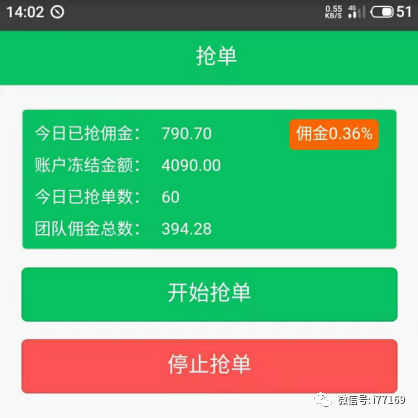 14:02 0.55 KB/S 4G 51
抢单
今日已抢佣金： 790.70 佣金0.36%
账户冻结金额： 4090.00
今日已抢单数： 60
团队佣金总数： 394.28
开始抢单
停止抢单
微信号: i77169